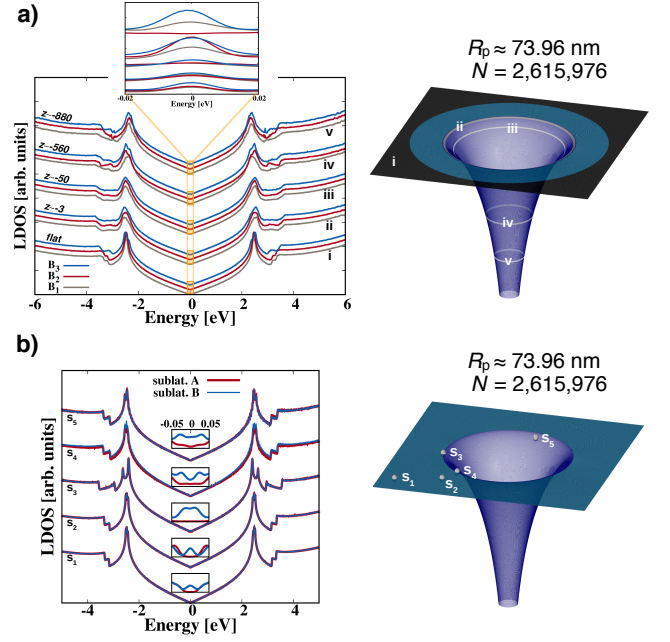 a)
-0.02 0.02
Energy [eV]
z~-880
z~-560
z~-50
z~-3
flat
v
iv
iii
ii
i
B3
B2
B1
LDOS [arb. units]
-6 -4 -2 0 2 4 6
Energy [eV]
Rp ≈ 73.96 nm
N = 2,615,976
ii
iii
i
iv
v
b)
sublat. A
sublat. B
-0.05 0 0.05
S5
S4
S3
S2
S1
LDOS [arb. units]
-4 -2 0 2 4
Energy [eV]
Rp ≈ 73.96 nm
N = 2,615,976
S5
S3
S4
S1
S2